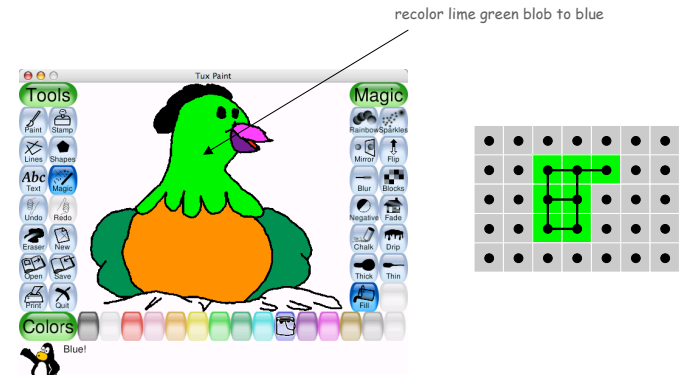 recolor lime green blob to blue
Tux Paint
Tools
Magic
Paint Stamp
Lines Shapes
Abc
Text Magic
Undo Redo
Eraser New
Open Save
Print Quit
Rainbow Sparkles
Mirror Flip
Blur Blocks
Negative Fade
Chalk Drip
Thick Thin
Fill
Colors
Blue!